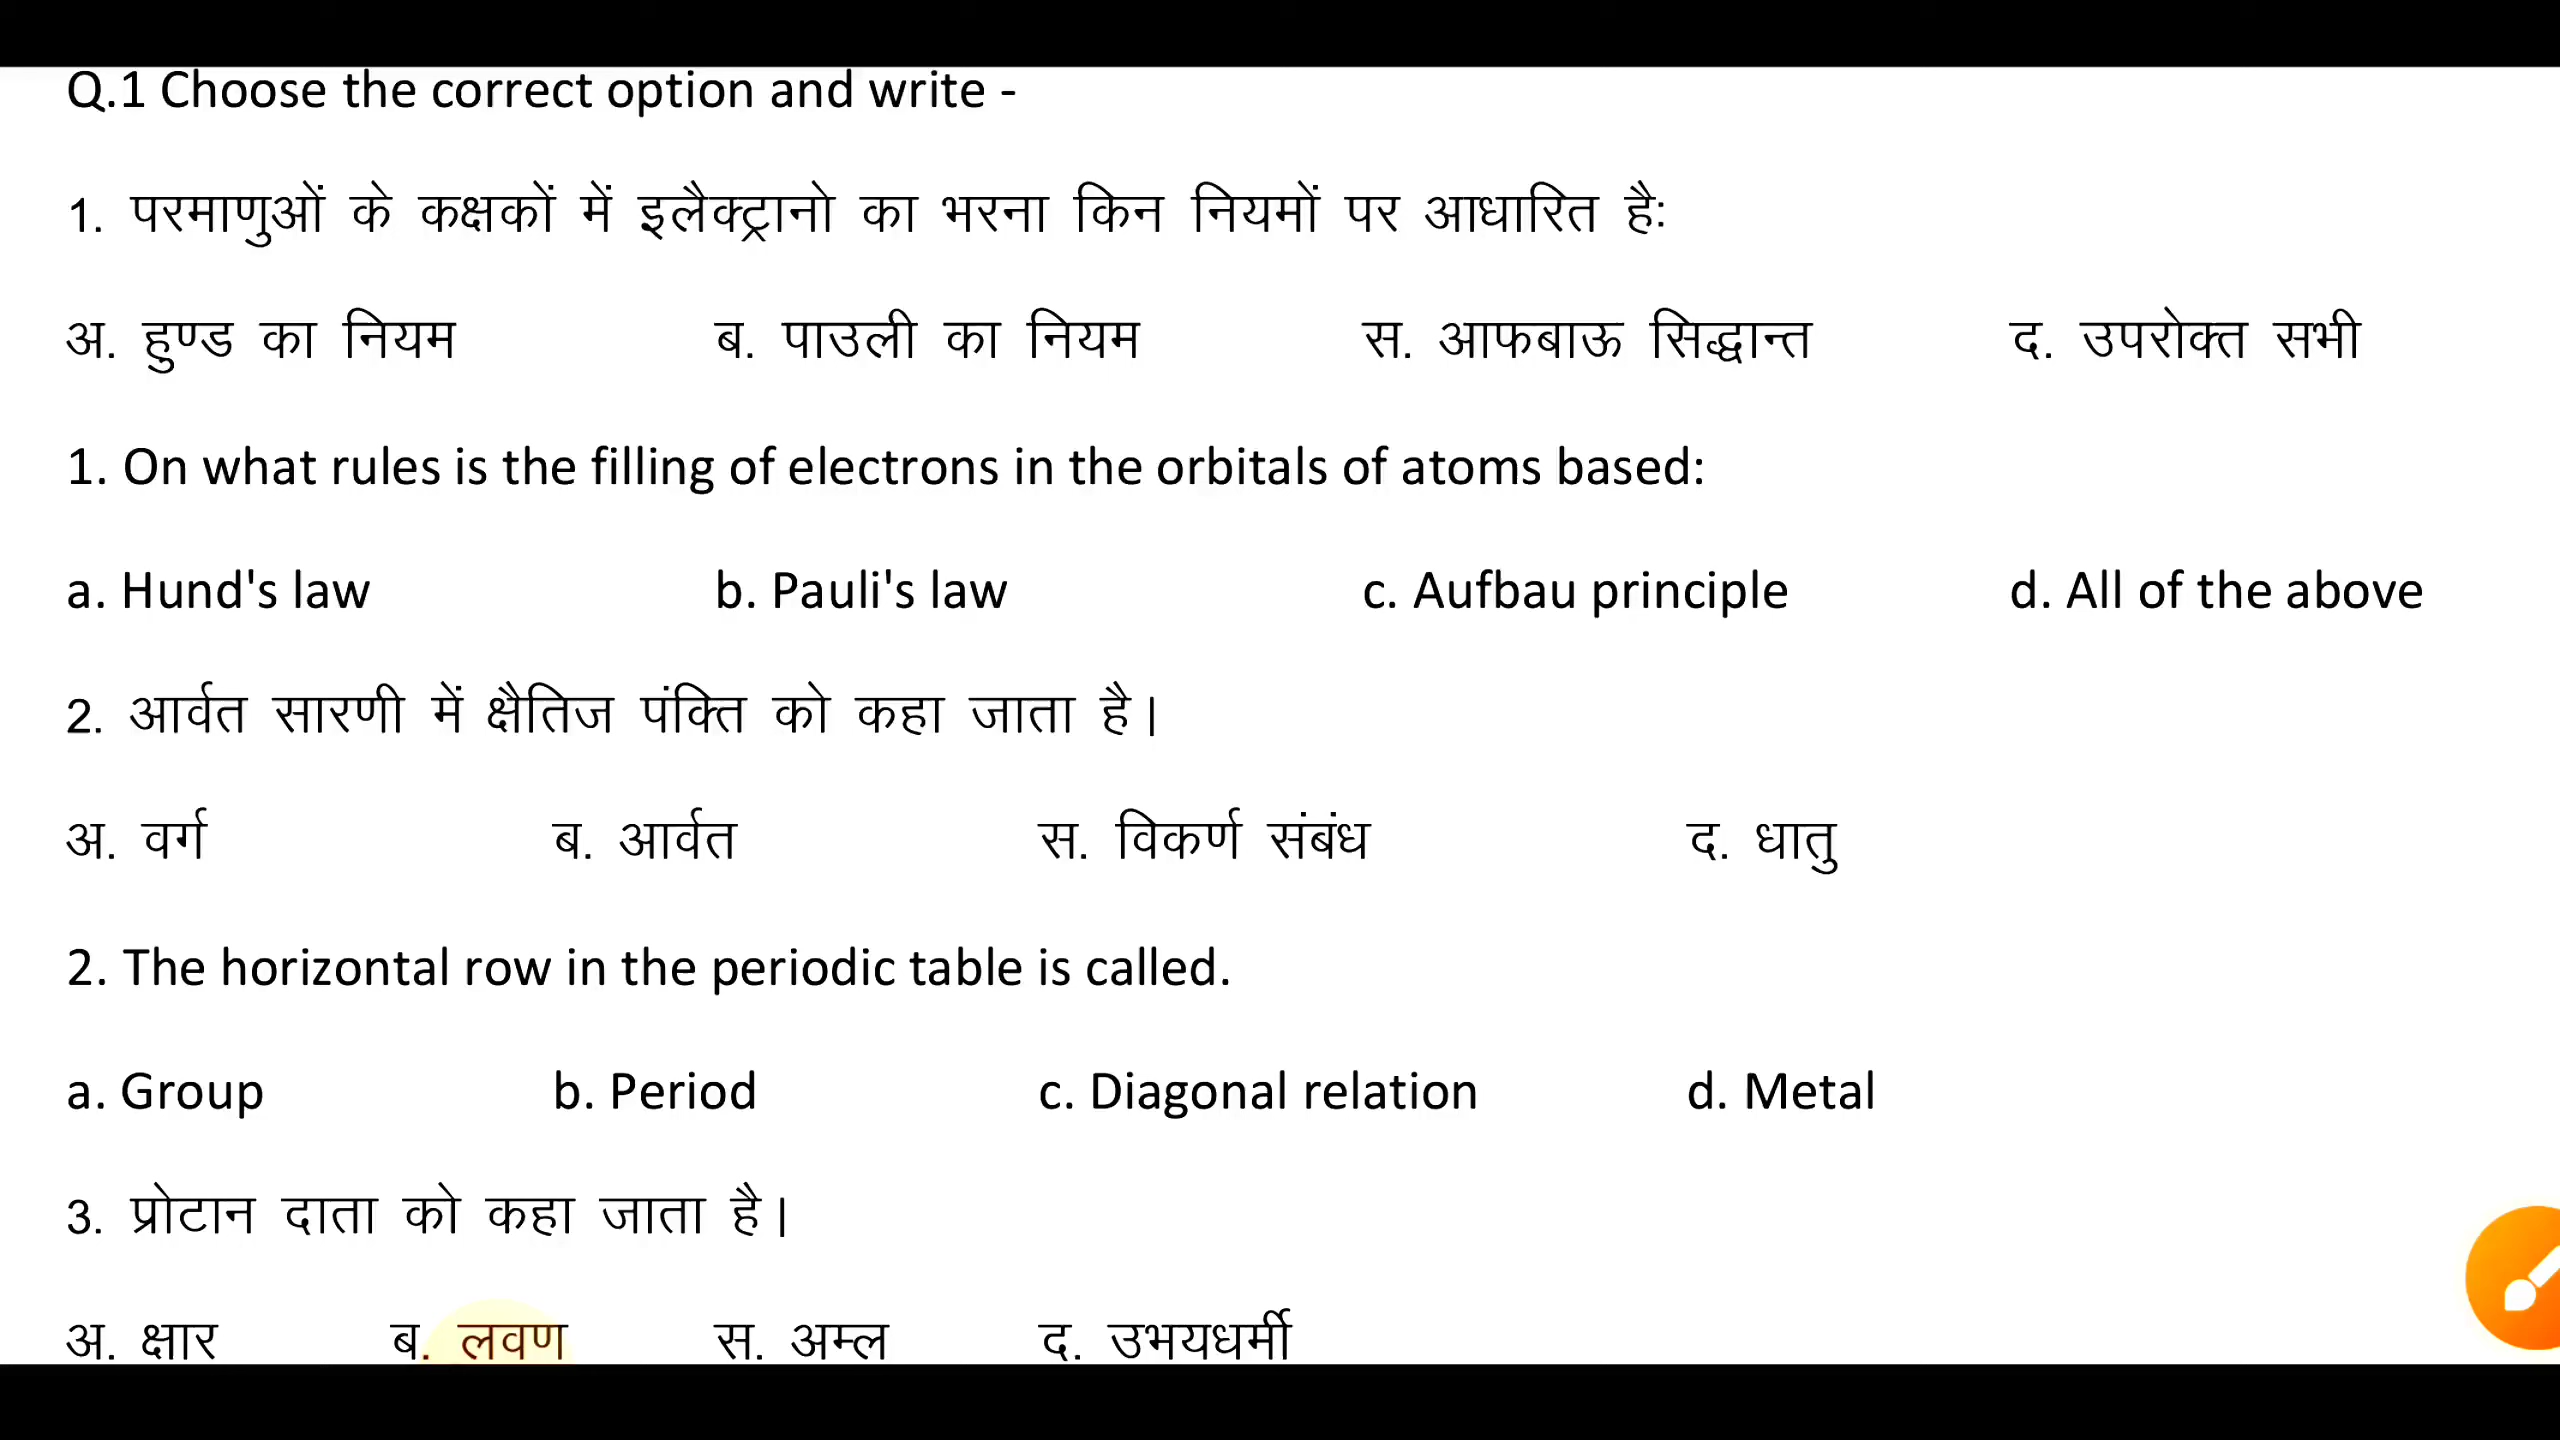 Q.1 Choose the correct option and write -
1. परमाणुओं के कक्षकों में इलैक्ट्रानो का भरना किन नियमों पर आधारित हैः
अ. हुण्ड का नियम ब. पाउली का नियम स. आफबाऊ सिद्धान्त द. उपरोक्त सभी
1. On what rules is the filling of electrons in the orbitals of atoms based:
a. Hund's law b. Pauli's law c. Aufbau principle d. All of the above
2. आर्वत सारणी में क्षैतिज पंक्ति को कहा जाता है।
अ. वर्ग ब. आर्वत स. विकर्ण संबंध द. धातु
2. The horizontal row in the periodic table is called.
a. Group b. Period c. Diagonal relation d. Metal
3. प्रोटान दाता को कहा जाता है।
अ. क्षार ब. लवण स. अम्ल द. उभयधर्मी